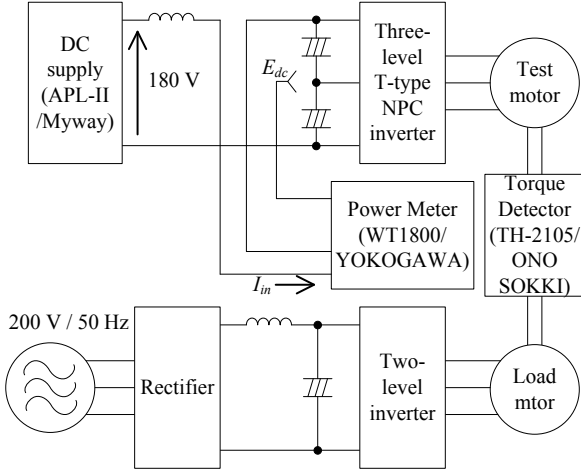 DC
supply
(APL-II
/Myway)
180 V
E_dc
Three-
level
T-type
NPC
inverter
Test
motor
Power Meter
(WT1800/
YOKOGAWA)
I_in
Torque
Detector
(TH-2105/
ONO
SOKKI)
200 V / 50 Hz
Rectifier
Two-
level
inverter
Load
mtor